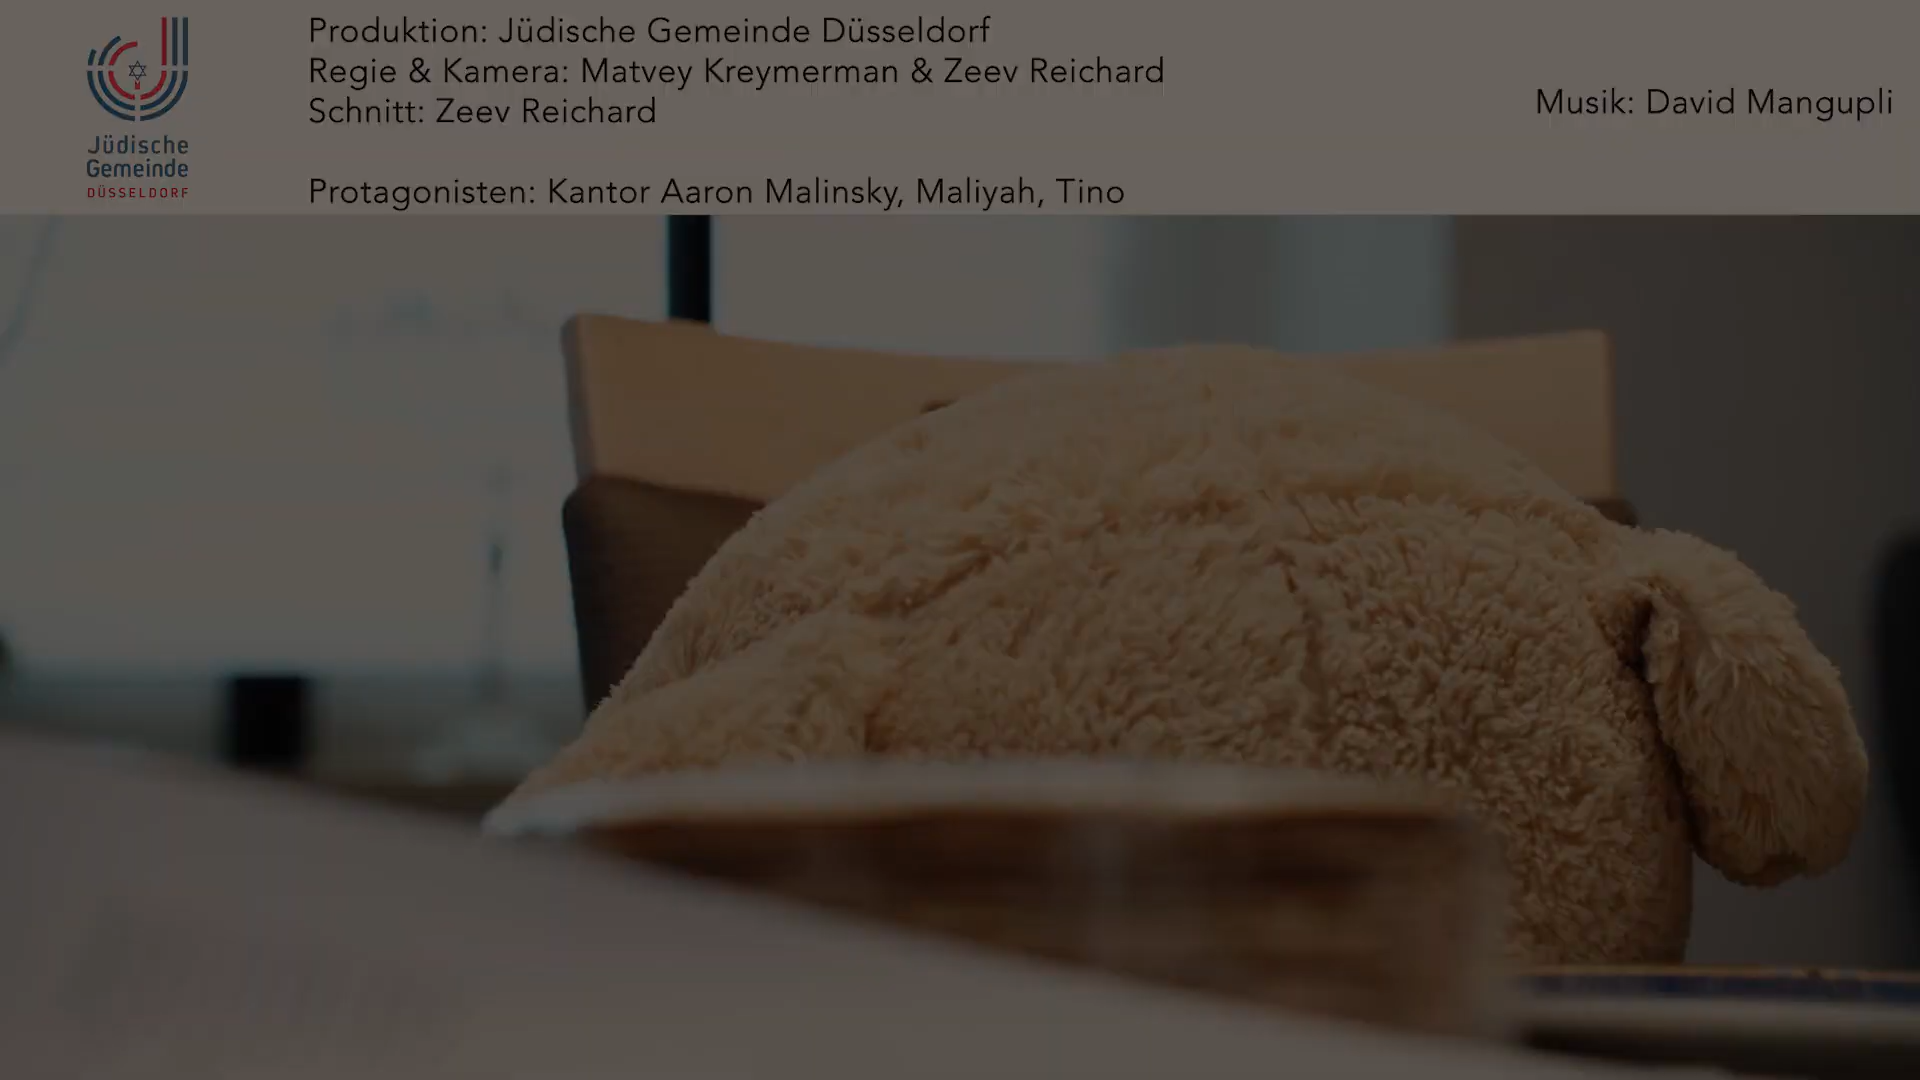 Jüdische
Gemeinde
DÜSSELDORF
Produktion: Jüdische Gemeinde Düsseldorf
Regie & Kamera: Matvey Kreymerman & Zeev Reichard
Schnitt: Zeev Reichard
Protagonisten: Kantor Aaron Malinsky, Maliyah, Tino
Musik: David Mangupli